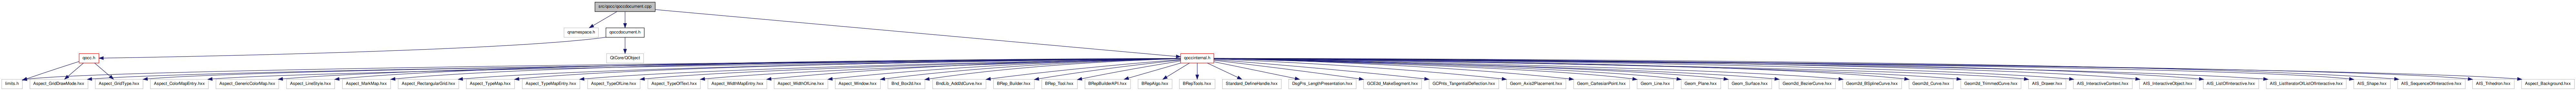 src/qocc/qoccdocument.cpp
qnamespace.h
qoccdocument.h
qocc.h
QtCore/QObject
qoccinternal.h
limits.h
Aspect_GridDrawMode.hxx
Aspect_GridType.hxx
Aspect_ColorMapEntry.hxx
Aspect_GenericColorMap.hxx
Aspect_LineStyle.hxx
Aspect_MarkMap.hxx
Aspect_RectangularGrid.hxx
Aspect_TypeMap.hxx
Aspect_TypeMapEntry.hxx
Aspect_TypeOfLine.hxx
Aspect_TypeOfText.hxx
Aspect_WidthMapEntry.hxx
Aspect_WidthOfLine.hxx
Aspect_Window.hxx
Bnd_Box2d.hxx
BndLib_Add3dCurve.hxx
BRep_Builder.hxx
BRep_Tool.hxx
BRepBuilderAPI.hxx
BRepAlgo.hxx
BRepTools.hxx
Standard_DefineHandle.hxx
DsgPrs_LengthPresentation.hxx
GCE2d_MakeSegment.hxx
GCPnts_TangentialDeflection.hxx
Geom_Axis2Placement.hxx
Geom_CartesianPoint.hxx
Geom_Line.hxx
Geom_Plane.hxx
Geom_Surface.hxx
Geom2d_BezierCurve.hxx
Geom2d_BSplineCurve.hxx
Geom2d_Curve.hxx
Geom2d_TrimmedCurve.hxx
AIS_Drawer.hxx
AIS_InteractiveContext.hxx
AIS_InteractiveObject.hxx
AIS_ListOfInteractive.hxx
AIS_ListIteratorOfListOfInteractive.hxx
AIS_Shape.hxx
AIS_SequenceOfInteractive.hxx
AIS_Trihedron.hxx
Aspect_Background.hxx